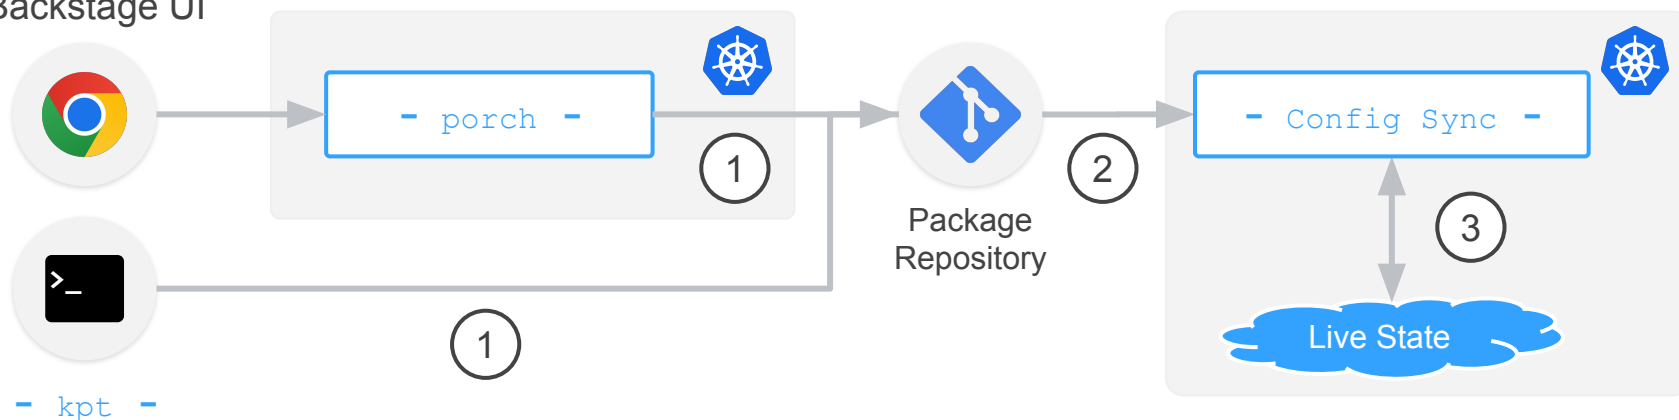 Backstage UI
- porch -
1
Package
Repository
2
- Config Sync -
3
Live State
>_
1
- kpt -